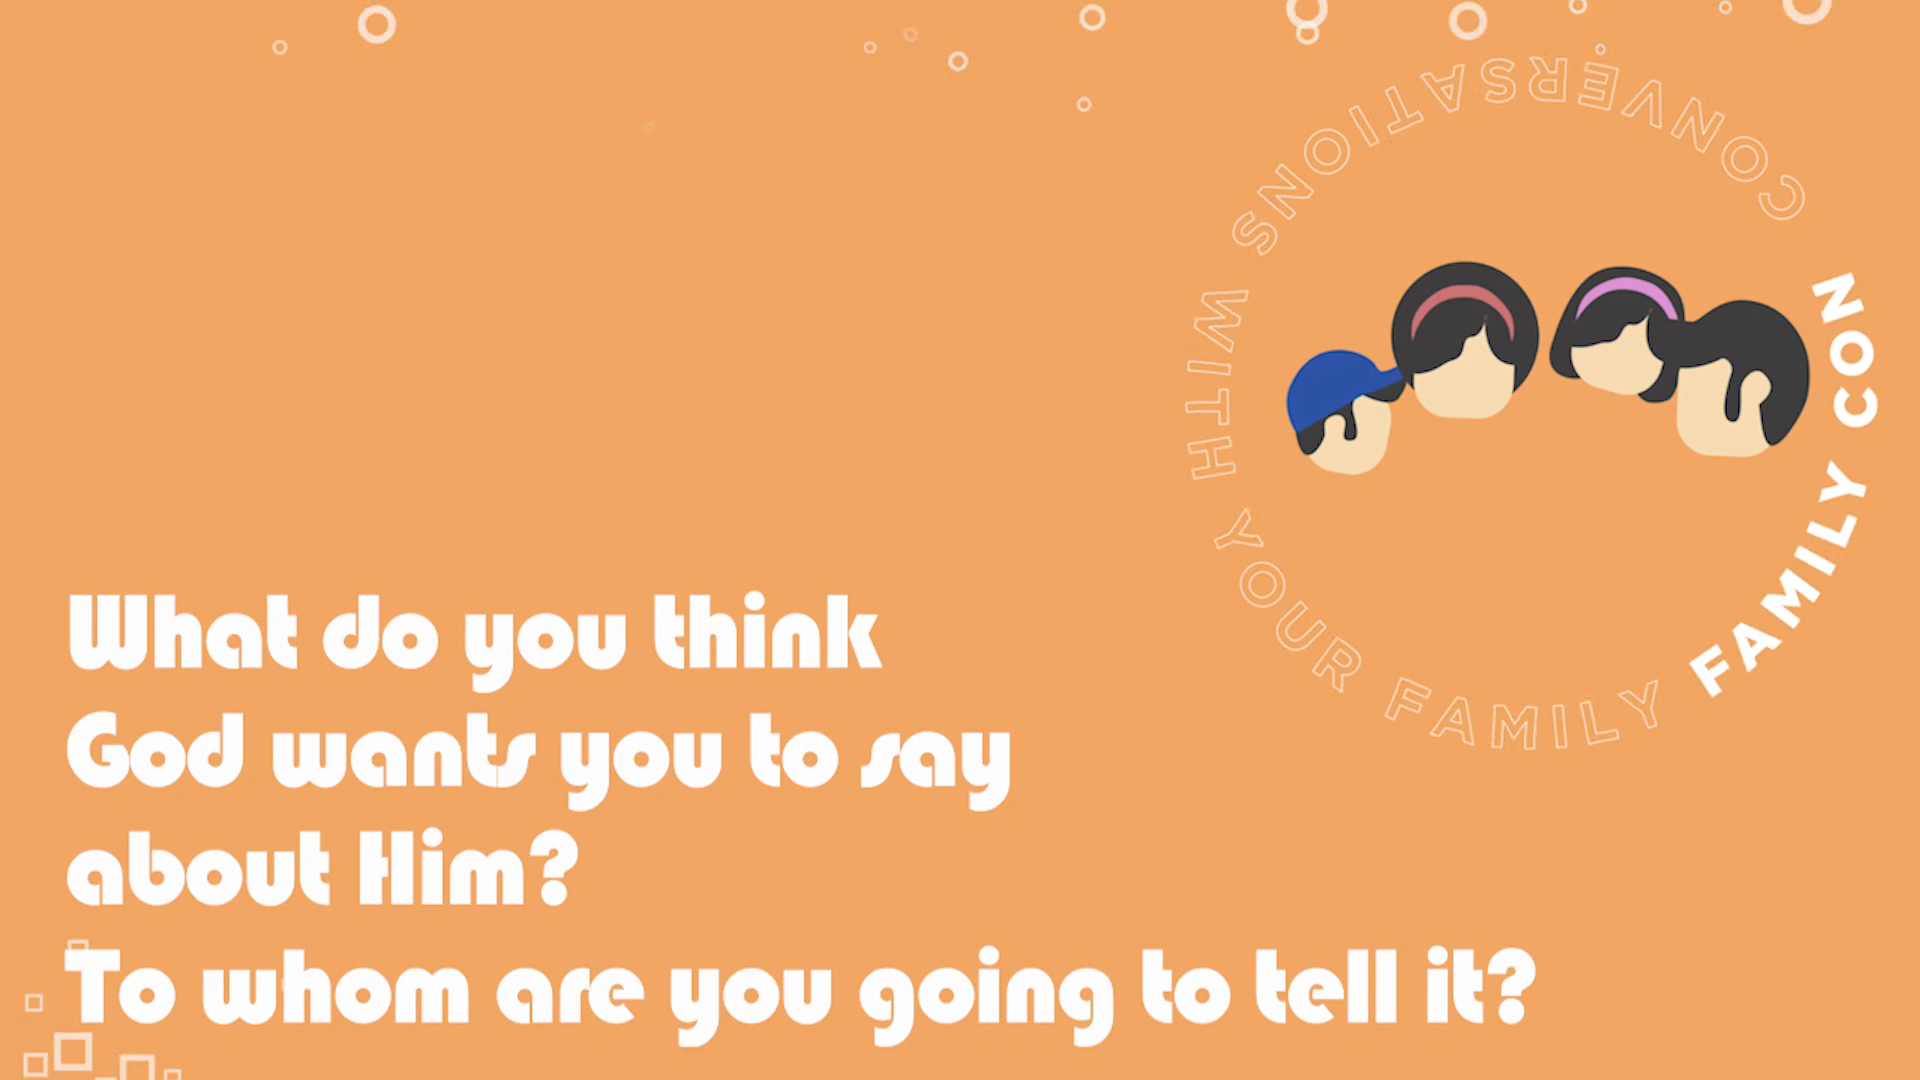 What do you think
God wants you to say
about Him?
To whom are you going to tell it?
FAMILY CON
CONVERSATIONS WITH YOUR FAMILY